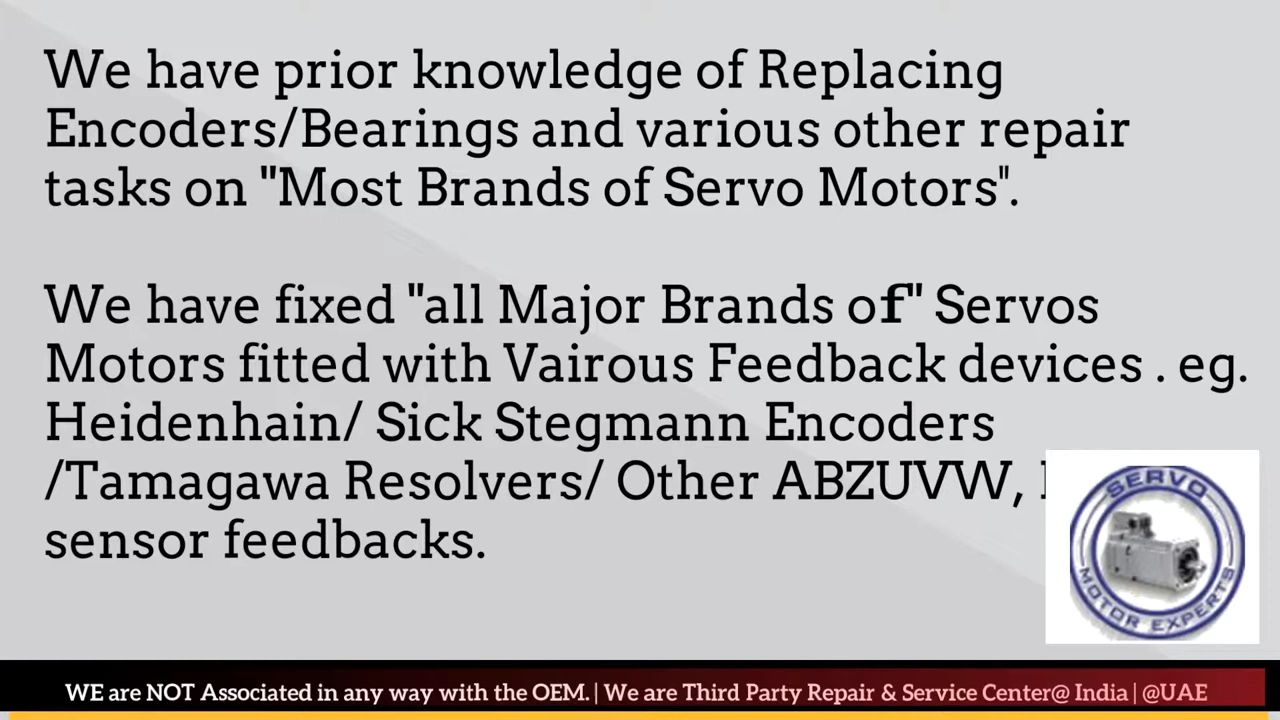 We have prior knowledge of Replacing
Encoders/Bearings and various other repair
tasks on "Most Brands of Servo Motors".
We have fixed "all Major Brands of" Servos
Motors fitted with Vairous Feedback devices . eg.
Heidenhain/ Sick Stegmann Encoders
/Tamagawa Resolvers/ Other ABZUVW,
sensor feedbacks.
SERVO
MOTOR EXPERTS
WE are NOT Associated in any way with the OEM. | We are Third Party Repair & Service Center@ India | @UAE